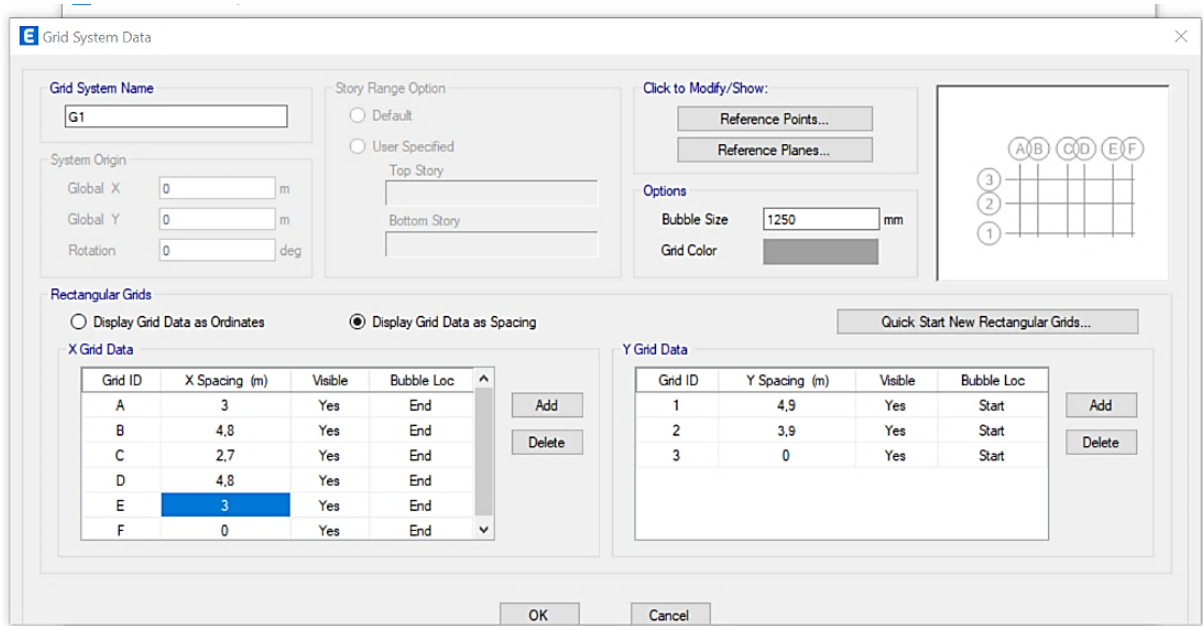 E Grid System Data
Grid System Name
G1
System Origin
Global X 0 m
Global Y 0 m
Rotation 0 deg
Story Range Option
Default
User Specified
Top Story
Bottom Story
Click to Modify/Show:
Reference Points...
Reference Planes...
Options
Bubble Size 1250 mm
Grid Color
A B C D E F
3
2
1
Rectangular Grids
Display Grid Data as Ordinates Display Grid Data as Spacing Quick Start New Rectangular Grids...
X Grid Data
Grid ID X Spacing (m) Visible Bubble Loc
A 3 Yes End
B 4,8 Yes End
C 2,7 Yes End
D 4,8 Yes End
E 3 Yes End
F 0 Yes End
Add
Delete
Y Grid Data
Grid ID Y Spacing (m) Visible Bubble Loc
1 4,9 Yes Start
2 3,9 Yes Start
3 0 Yes Start
Add
Delete
OK Cancel